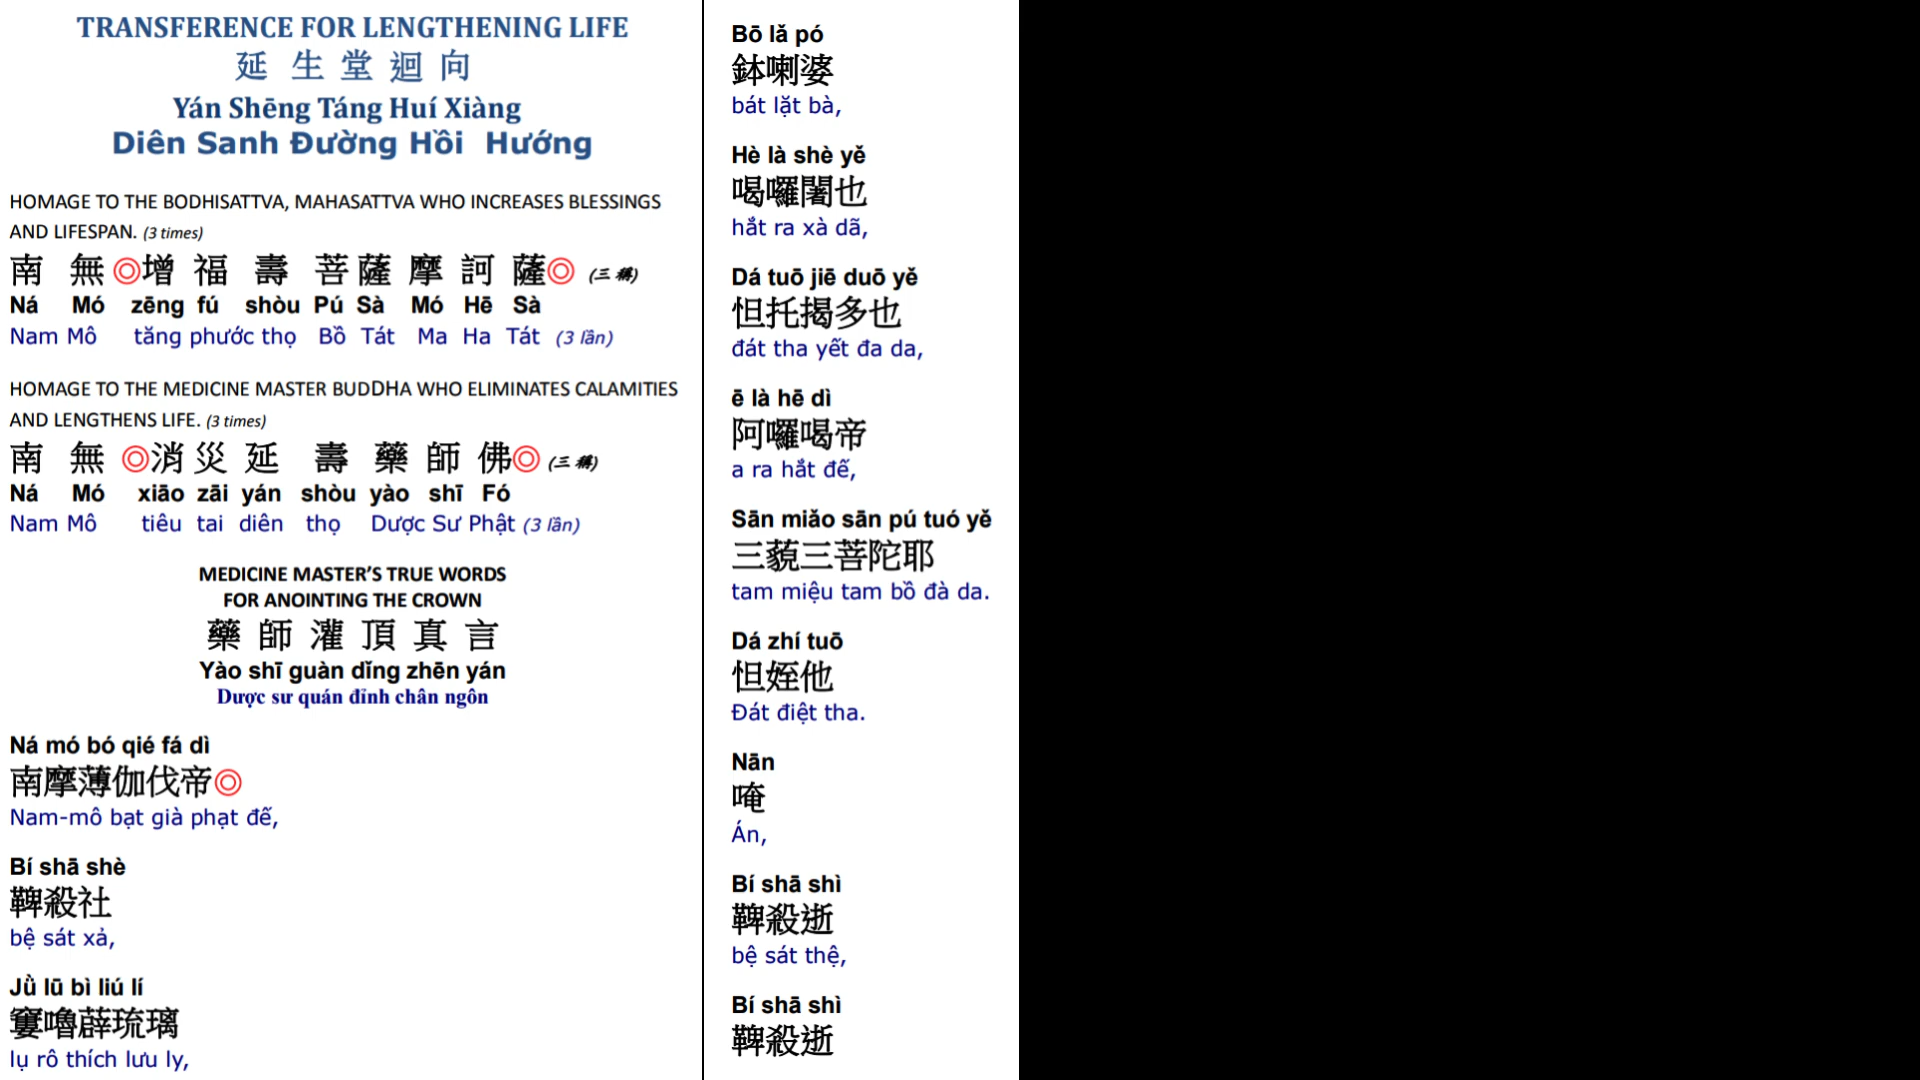 TRANSFERENCE FOR LENGTHENING LIFE
延 生 堂 迴 向
Yán Shēng Táng Huí Xiàng
Diên Sanh Đường Hồi Hướng
HOMAGE TO THE BODHISATTVA, MAHASATTVA WHO INCREASES BLESSINGS
AND LIFESPAN. (3 times)
南 無 ◎增 福 壽 菩 薩 摩 訶 薩◎ (三 稱)
Ná Mó zēng fú shòu Pú Sà Mó Hē Sà
Nam Mô tăng phước thọ Bồ Tát Ma Ha Tát (3 lần)
HOMAGE TO THE MEDICINE MASTER BUDDHA WHO ELIMINATES CALAMITIES
AND LENGTHENS LIFE. (3 times)
南 無 ◎消 災 延 壽 藥 師 佛◎ (三 稱)
Ná Mó xiāo zāi yán shòu yào shī Fó
Nam Mô tiêu tai diên thọ Dược Sư Phật (3 lần)
MEDICINE MASTER'S TRUE WORDS
FOR ANOINTING THE CROWN
藥 師 灌 頂 真 言
Yào shī guàn dǐng zhēn yán
Dược sư quán đỉnh chân ngôn
Ná mó bó qié fá dì
南摩薄伽伐帝◎
Nam-mô bạt già phạt đế,
Bí shā shè
鞞殺社
bệ sát xả,
Jǜ lū bì liú lí
窶嚕薜琉璃
lụ rô thích lưu ly,
Bō lǎ pó
鉢喇婆
bát lặt bà,
Hè là shè yě
喝囉闍也
hắt ra xà dã,
Dá tuō jiē duō yě
怛托揭多也
đát tha yết đa da,
ē là hē dì
阿囉喝帝
a ra hắt đế,
Sān miǎo sān pú tuó yě
三藐三菩陀耶
tam miệu tam bồ đà da.
Dá zhí tuō
怛姪他
Đát điệt tha.
Nān
唵
Án,
Bí shā shì
鞞殺逝
bệ sát thệ,
Bí shā shì
鞞殺逝